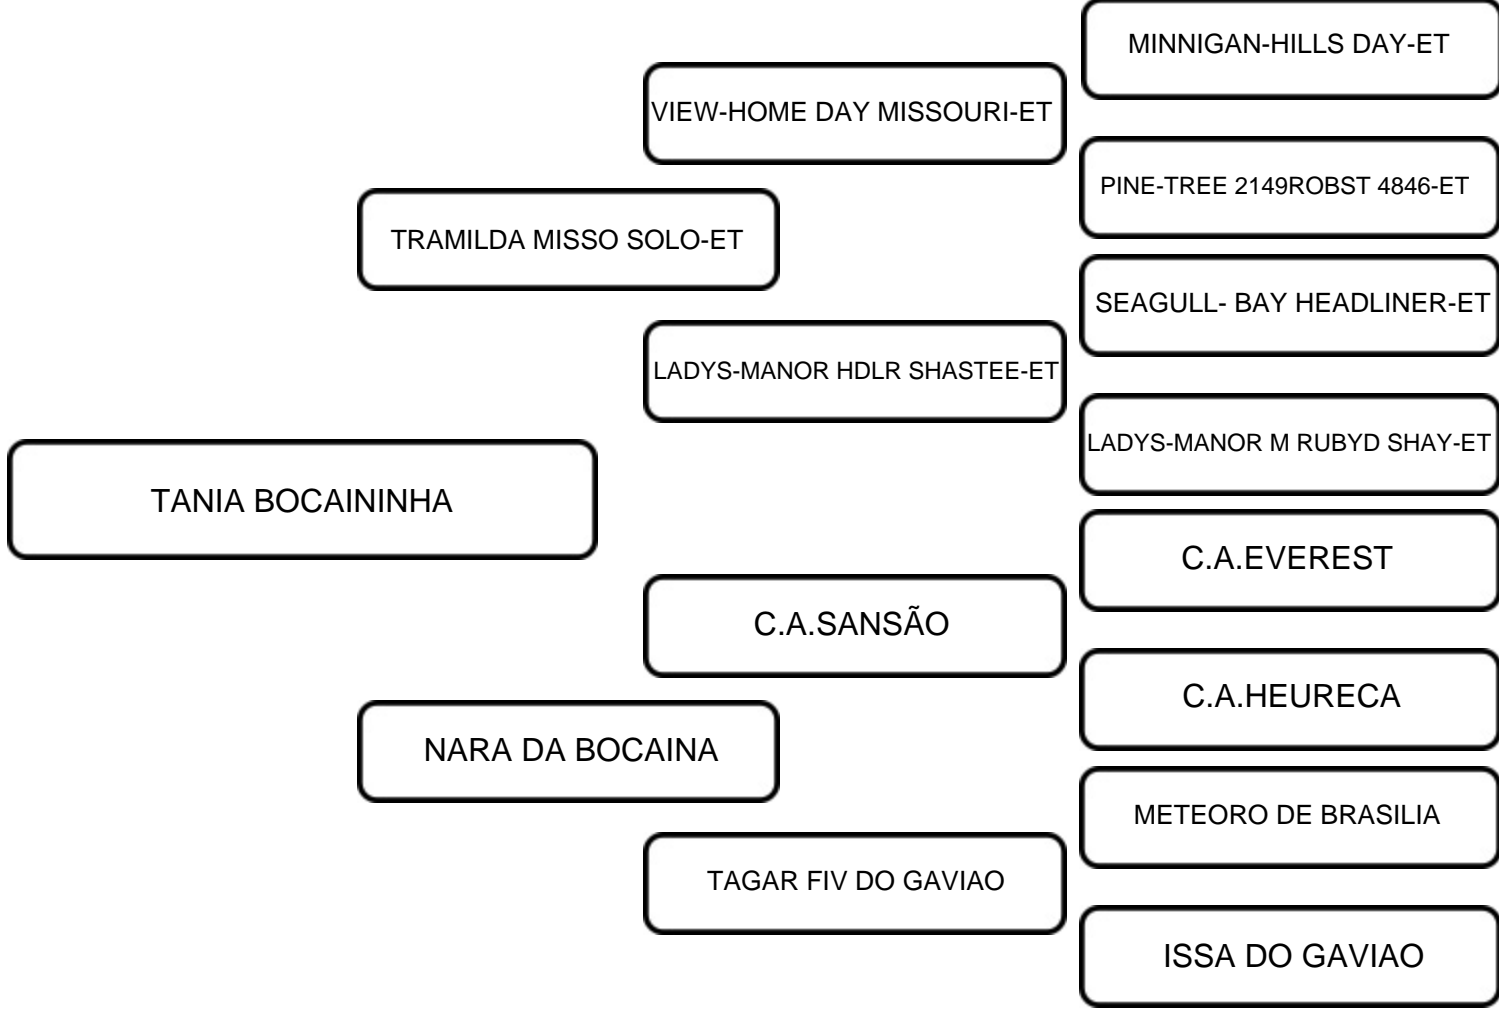 MINNIGAN-HILLS DAY-ET
VIEW-HOME DAY MISSOURI-ET
PINE-TREE 2149ROBST 4846-ET
TRAMILDA MISSO SOLO-ET
SEAGULL- BAY HEADLINER-ET
LADYS-MANOR HDLR SHASTEE-ET
LADYS-MANOR M RUBYD SHAY-ET
TANIA BOCAININHA
C.A.EVEREST
C.A.SANSÃO
C.A.HEURECA
NARA DA BOCAINA
METEORO DE BRASILIA
TAGAR FIV DO GAVIAO
ISSA DO GAVIAO